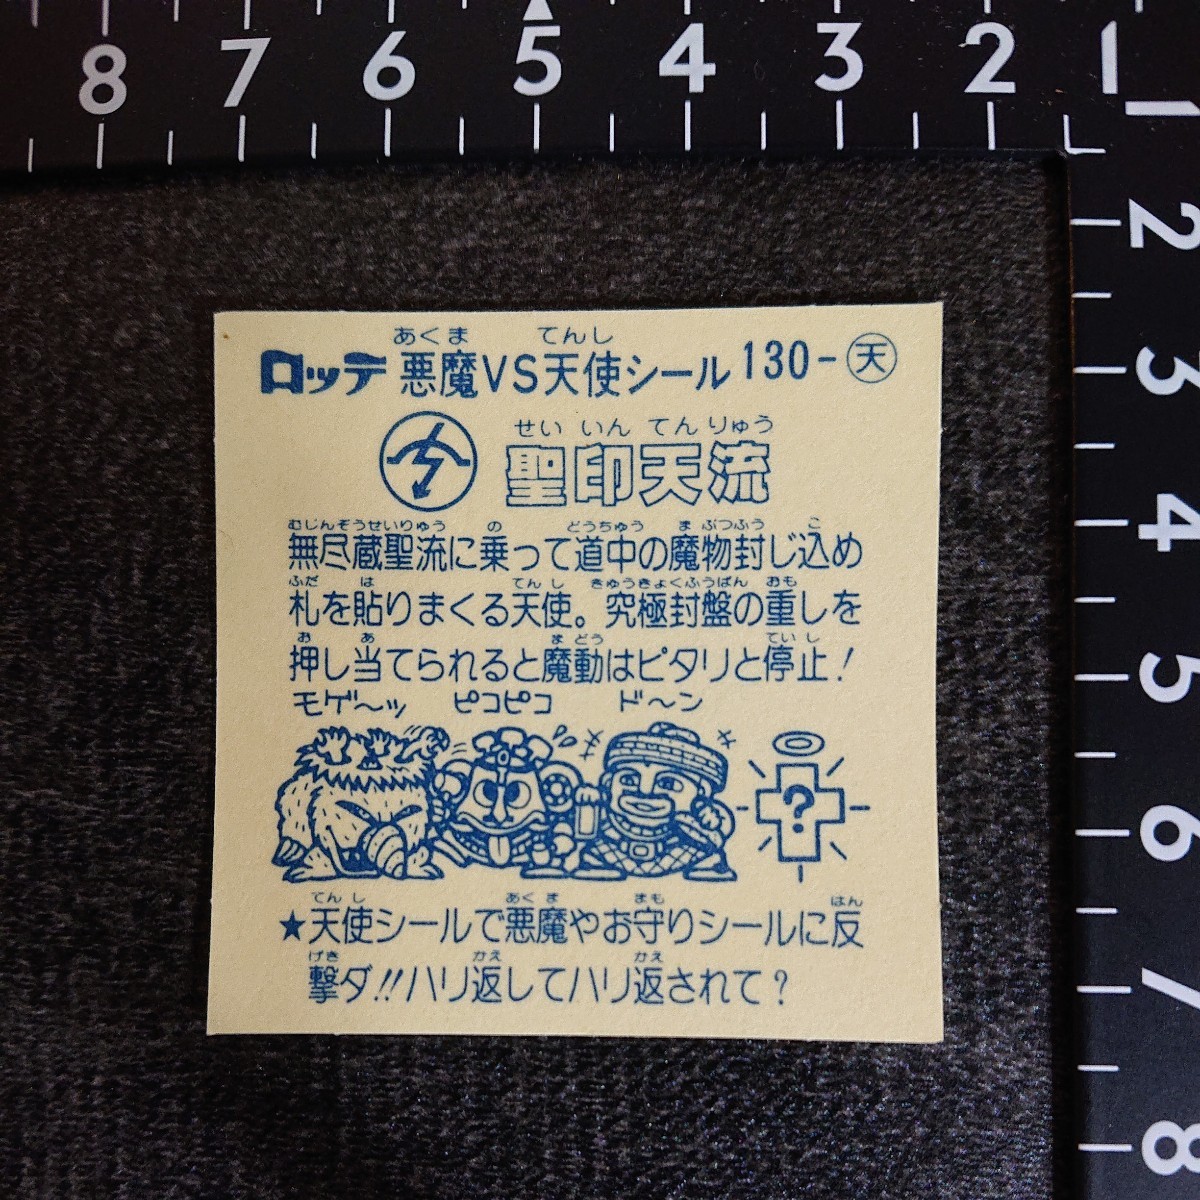 8 7 6 5 4 3 2 1
2
3
4
5
6
7
8
あくま てんし
ロッテ 悪魔VS天使シール 130-天
せい いん てん りゅう
聖印天流
むじんぞうせいりゅう の どうちゅう ま ぶつふう こ
無尽蔵聖流に乗って道中の魔物封じ込め
ふだ は てんし きゅうきょくふうばん おも
札を貼りまくる天使。究極封盤の重しを
お あ まどう ていし
押し当てられると魔動はピタリと停止!
モゲ〜ッ ピコピコ ド〜ン
?
てんし あくま まも はん
★天使シールで悪魔やお守りシールに反
げき かえ かえ
撃ダ!!ハリ返してハリ返されて?